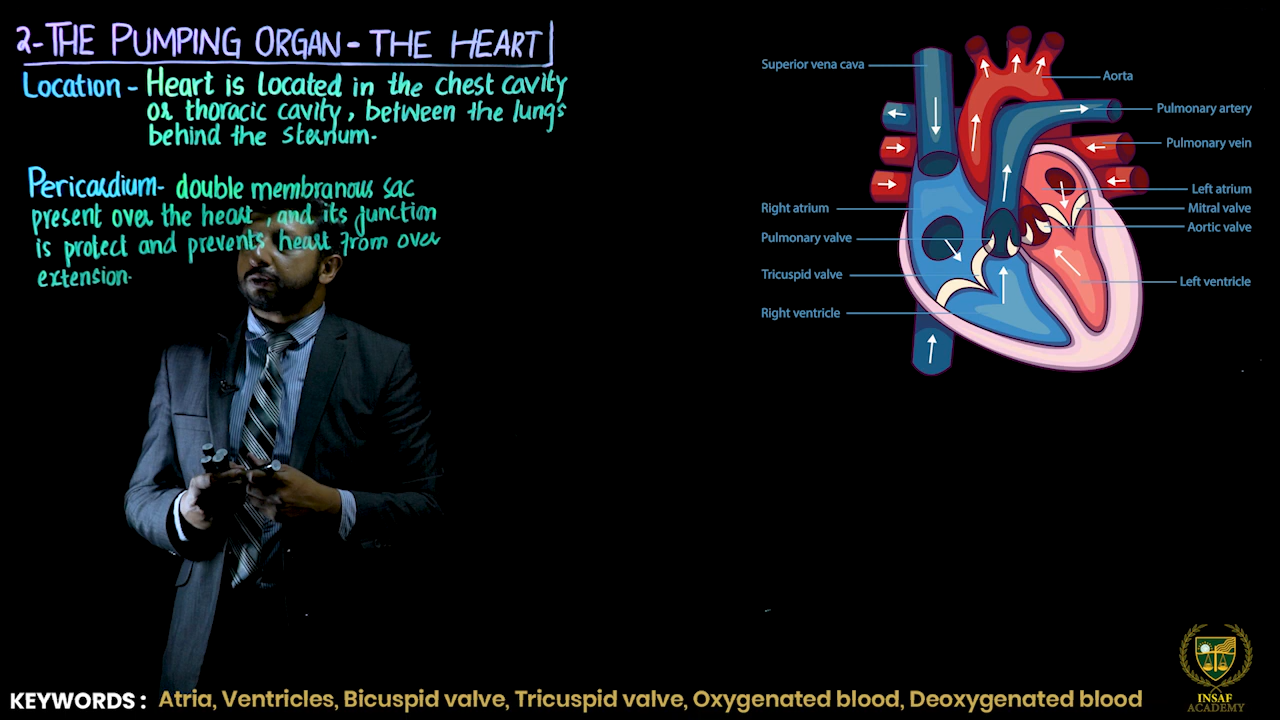 2-THE PUMPING ORGAN- THE HEART
Location - Heart is located in the chest cavity
or thoracic cavity, between the lungs
behind the sternum.
Pericardium- double membranous sac
present over the heart, and its junction
is protect and prevents heart from over
extension.
Superior vena cava
Right atrium
Pulmonary valve
Tricuspid valve
Right ventricle
Aorta
Pulmonary artery
Pulmonary vein
Left atrium
Mitral valve
Aortic valve
Left ventricle
KEYWORDS : Atria, Ventricles, Bicuspid valve, Tricuspid valve, Oxygenated blood, Deoxygenated blood
INSAF
ACADEMY